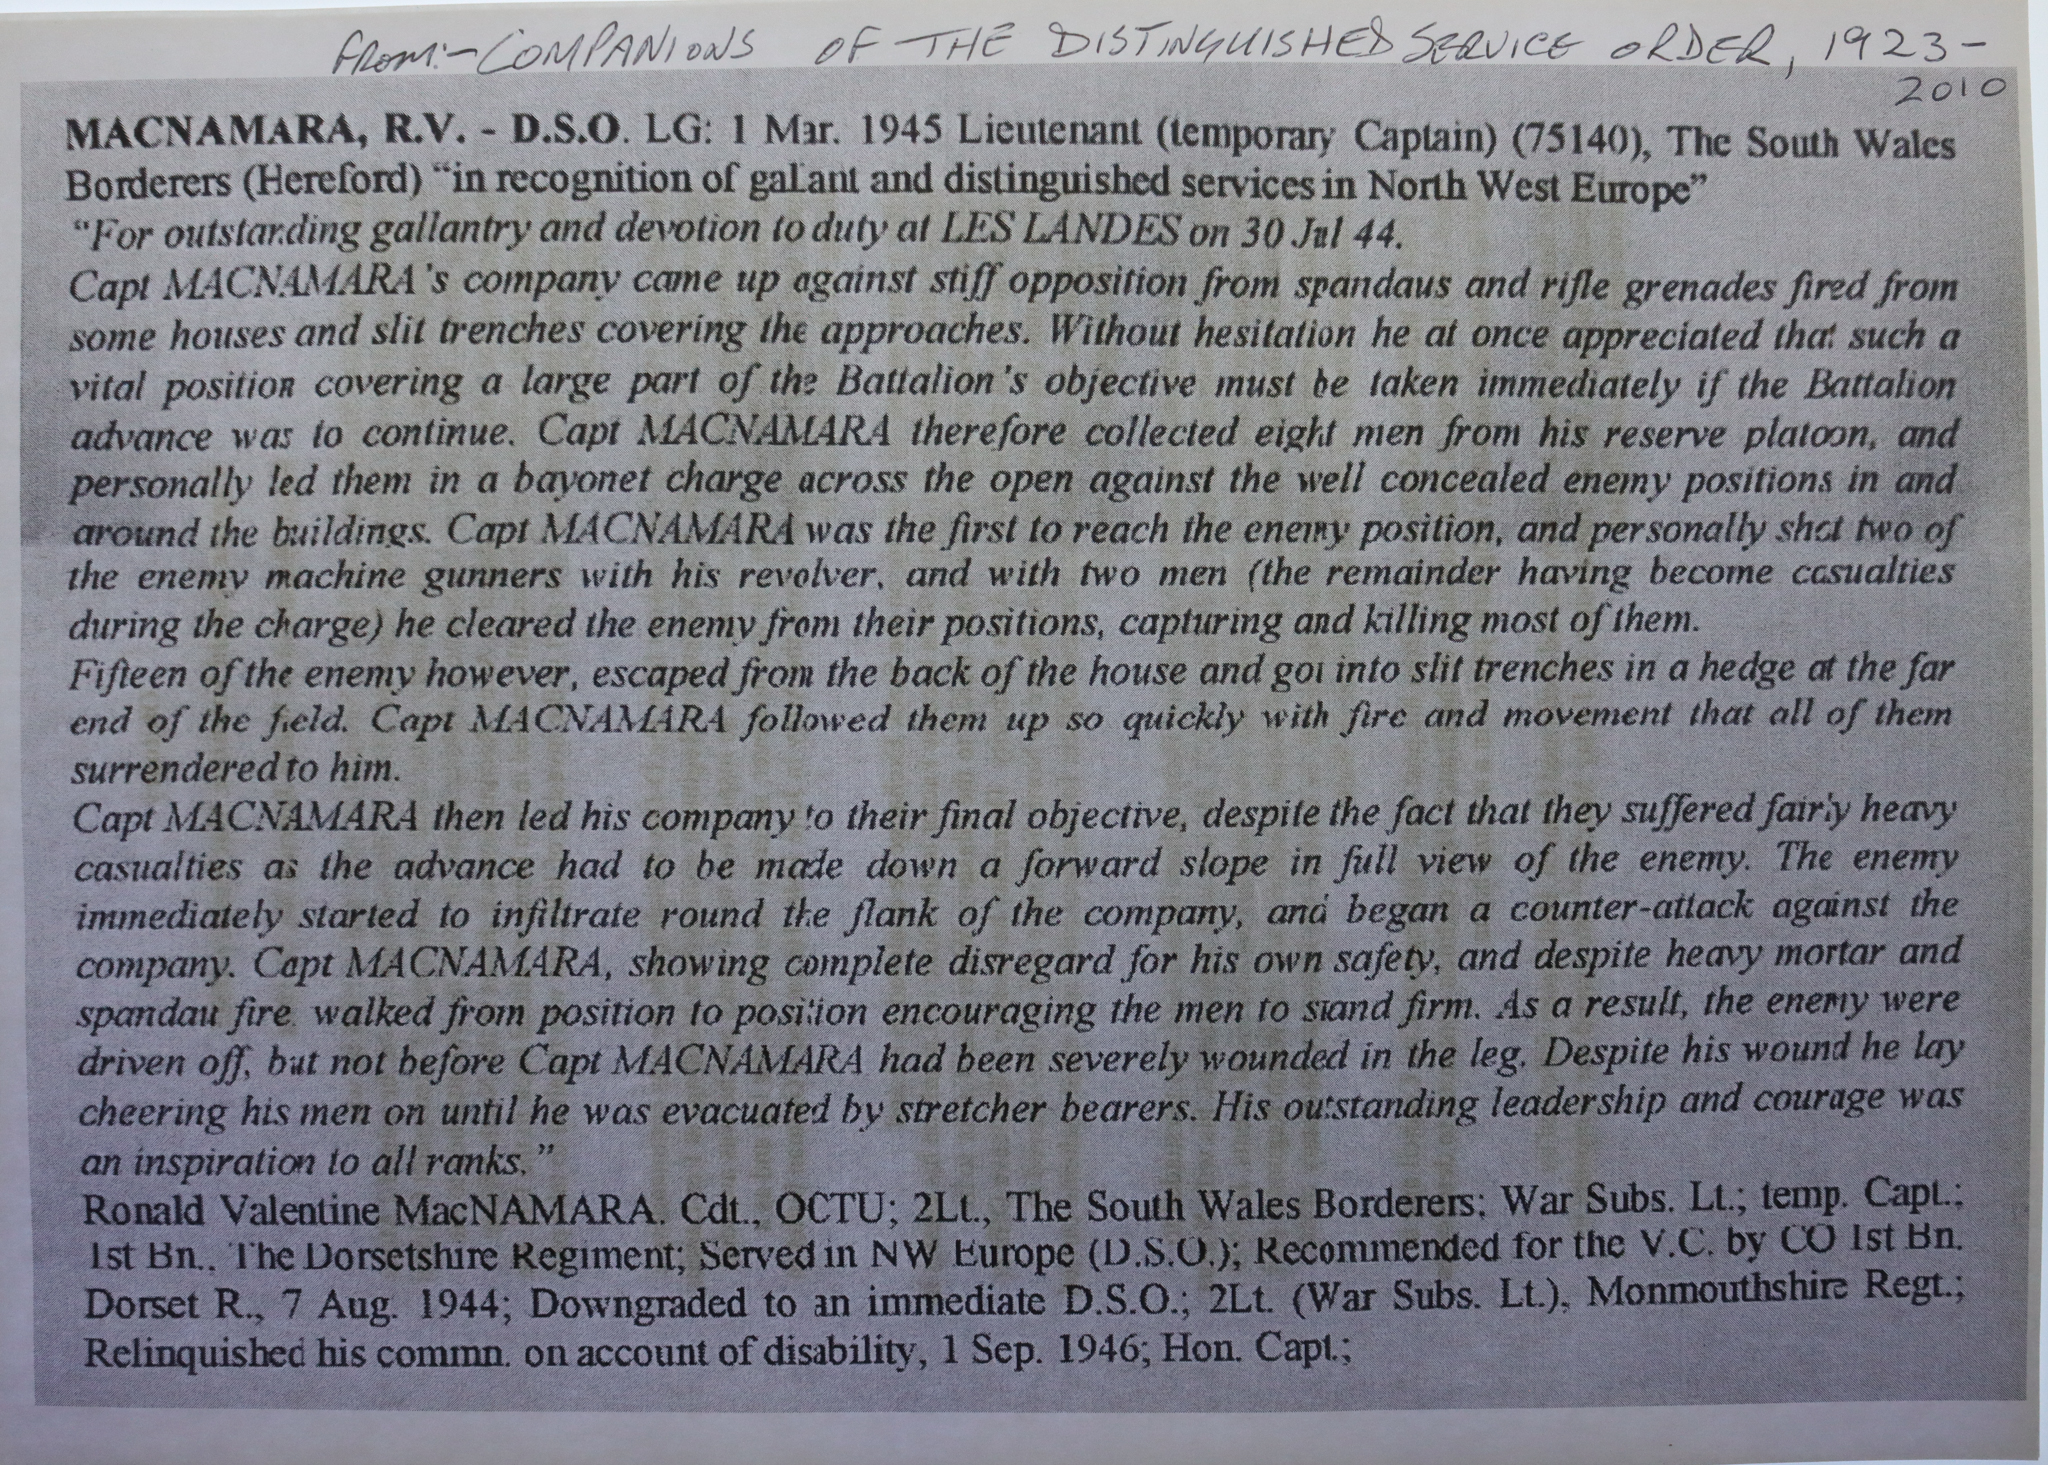 FROM:- COMPANIONS OF THE DISTINGUISHED SERVICE ORDER, 1923-
2010
MACNAMARA, R.V. - D.S.O. LG: 1 Mar. 1945 Lieutenant (temporary Captain) (75140), The South Wales
Borderers (Hereford) “in recognition of gallant and distinguished services in North West Europe”
“For outstanding gallantry and devotion to duty at LES LANDES on 30 Jul 44.
Capt MACNAMARA's company came up against stiff opposition from spandaus and rifle grenades fired from
some houses and slit trenches covering the approaches. Without hesitation he at once appreciated that such a
vital position covering a large part of the Battalion's objective must be taken immediately if the Battalion
advance was to continue. Capt MACNAMARA therefore collected eight men from his reserve platoon, and
personally led them in a bayonet charge across the open against the well concealed enemy positions in and
around the buildings. Capt MACNAMARA was the first to reach the enemy position, and personally shot two of
the enemy machine gunners with his revolver, and with two men (the remainder having become casualties
during the charge) he cleared the enemy from their positions, capturing and killing most of them.
Fifteen of the enemy however, escaped from the back of the house and got into slit trenches in a hedge at the far
end of the field. Capt MACNAMARA followed them up so quickly with fire and movement that all of them
surrendered to him.
Capt MACNAMARA then led his company to their final objective, despite the fact that they suffered fairly heavy
casualties as the advance had to be made down a forward slope in full view of the enemy. The enemy
immediately started to infiltrate round the flank of the company, and began a counter-attack against the
company. Capt MACNAMARA, showing complete disregard for his own safety, and despite heavy mortar and
spandau fire walked from position to position encouraging the men to stand firm. As a result, the enemy were
driven off, but not before Capt MACNAMARA had been severely wounded in the leg. Despite his wound he lay
cheering his men on until he was evacuated by stretcher bearers. His outstanding leadership and courage was
an inspiration to all ranks.”
Ronald Valentine MacNAMARA. Cdt., OCTU; 2Lt., The South Wales Borderers; War Subs. Lt.; temp. Capt.;
1st Bn., The Dorsetshire Regiment; Served in NW Europe (D.S.O.); Recommended for the V.C. by CO 1st Bn.
Dorset R., 7 Aug. 1944; Downgraded to an immediate D.S.O.; 2Lt. (War Subs. Lt.), Monmouthshire Regt.;
Relinquished his commn. on account of disability, 1 Sep. 1946; Hon. Capt.;